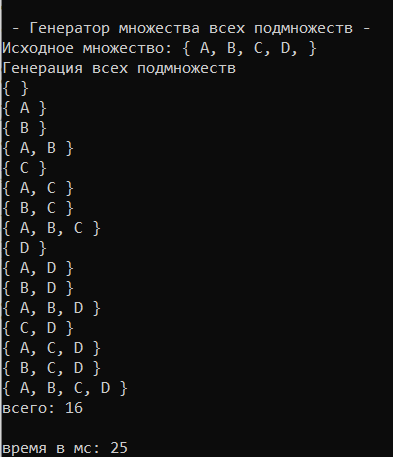 - Генератор множества всех подмножеств -
Исходное множество: { A, B, C, D, }
Генерация всех подмножеств
{ }
{ A }
{ B }
{ A, B }
{ C }
{ A, C }
{ B, C }
{ A, B, C }
{ D }
{ A, D }
{ B, D }
{ A, B, D }
{ C, D }
{ A, C, D }
{ B, C, D }
{ A, B, C, D }
всего: 16
время в мс: 25